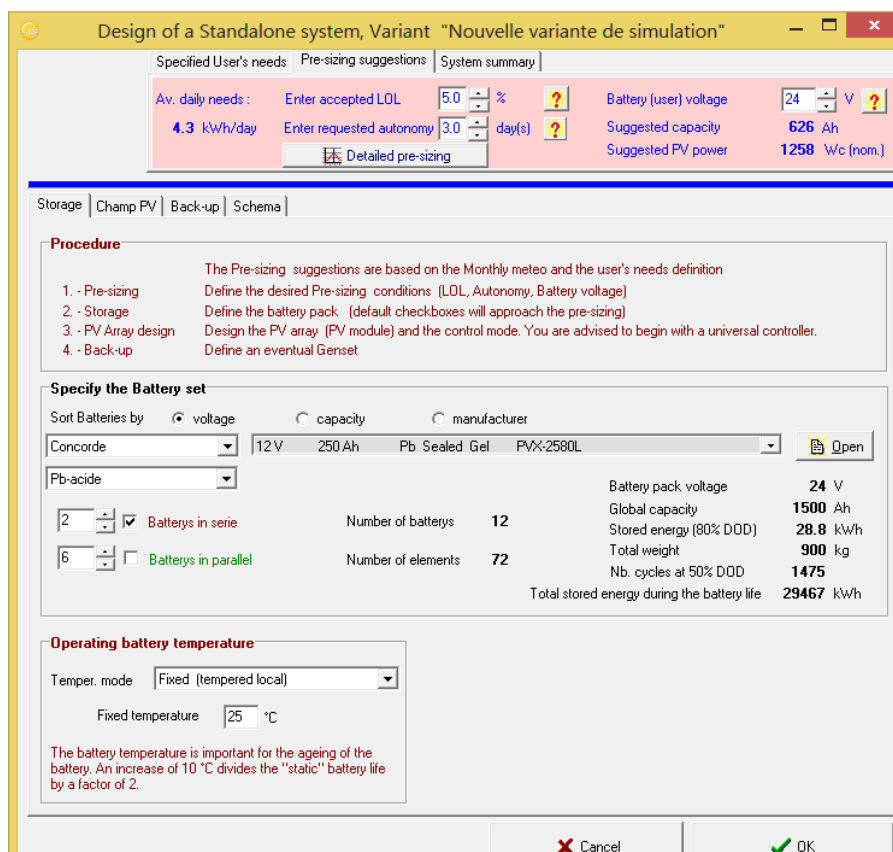 Design of a Standalone system, Variant "Nouvelle variante de simulation"
Specified User's needs Pre-sizing suggestions System summary
Av. daily needs : Enter accepted LOL 5.0 % ? Battery (user) voltage 24 V ?
4.3 kWh/day Enter requested autonomy 3.0 day(s) ? Suggested capacity 626 Ah
Detailed pre-sizing Suggested PV power 1258 Wc (nom.)
Storage Champ PV Back-up Schema
Procedure
The Pre-sizing suggestions are based on the Monthly meteo and the user's needs definition
1. - Pre-sizing Define the desired Pre-sizing conditions (LOL, Autonomy, Battery voltage)
2. - Storage Define the battery pack (default checkboxes will approach the pre-sizing)
3. - PV Array design Design the PV array (PV module) and the control mode. You are advised to begin with a universal controller.
4. - Back-up Define an eventual Genset
Specify the Battery set
Sort Batteries by voltage capacity manufacturer
Concorde 12 V 250 Ah Pb Sealed Gel PVX-2580L Open
Pb-acide
Battery pack voltage 24 V
2 Batterys in serie Number of batterys 12 Global capacity 1500 Ah
Stored energy (80% DOD) 28.8 kWh
6 Batterys in parallel Number of elements 72 Total weight 900 kg
Nb. cycles at 50% DOD 1475
Total stored energy during the battery life 29467 kWh
Operating battery temperature
Temper. mode Fixed (tempered local)
Fixed temperature 25 °C
The battery temperature is important for the ageing of the
battery. An increase of 10 °C divides the "static" battery life
by a factor of 2.
Cancel OK